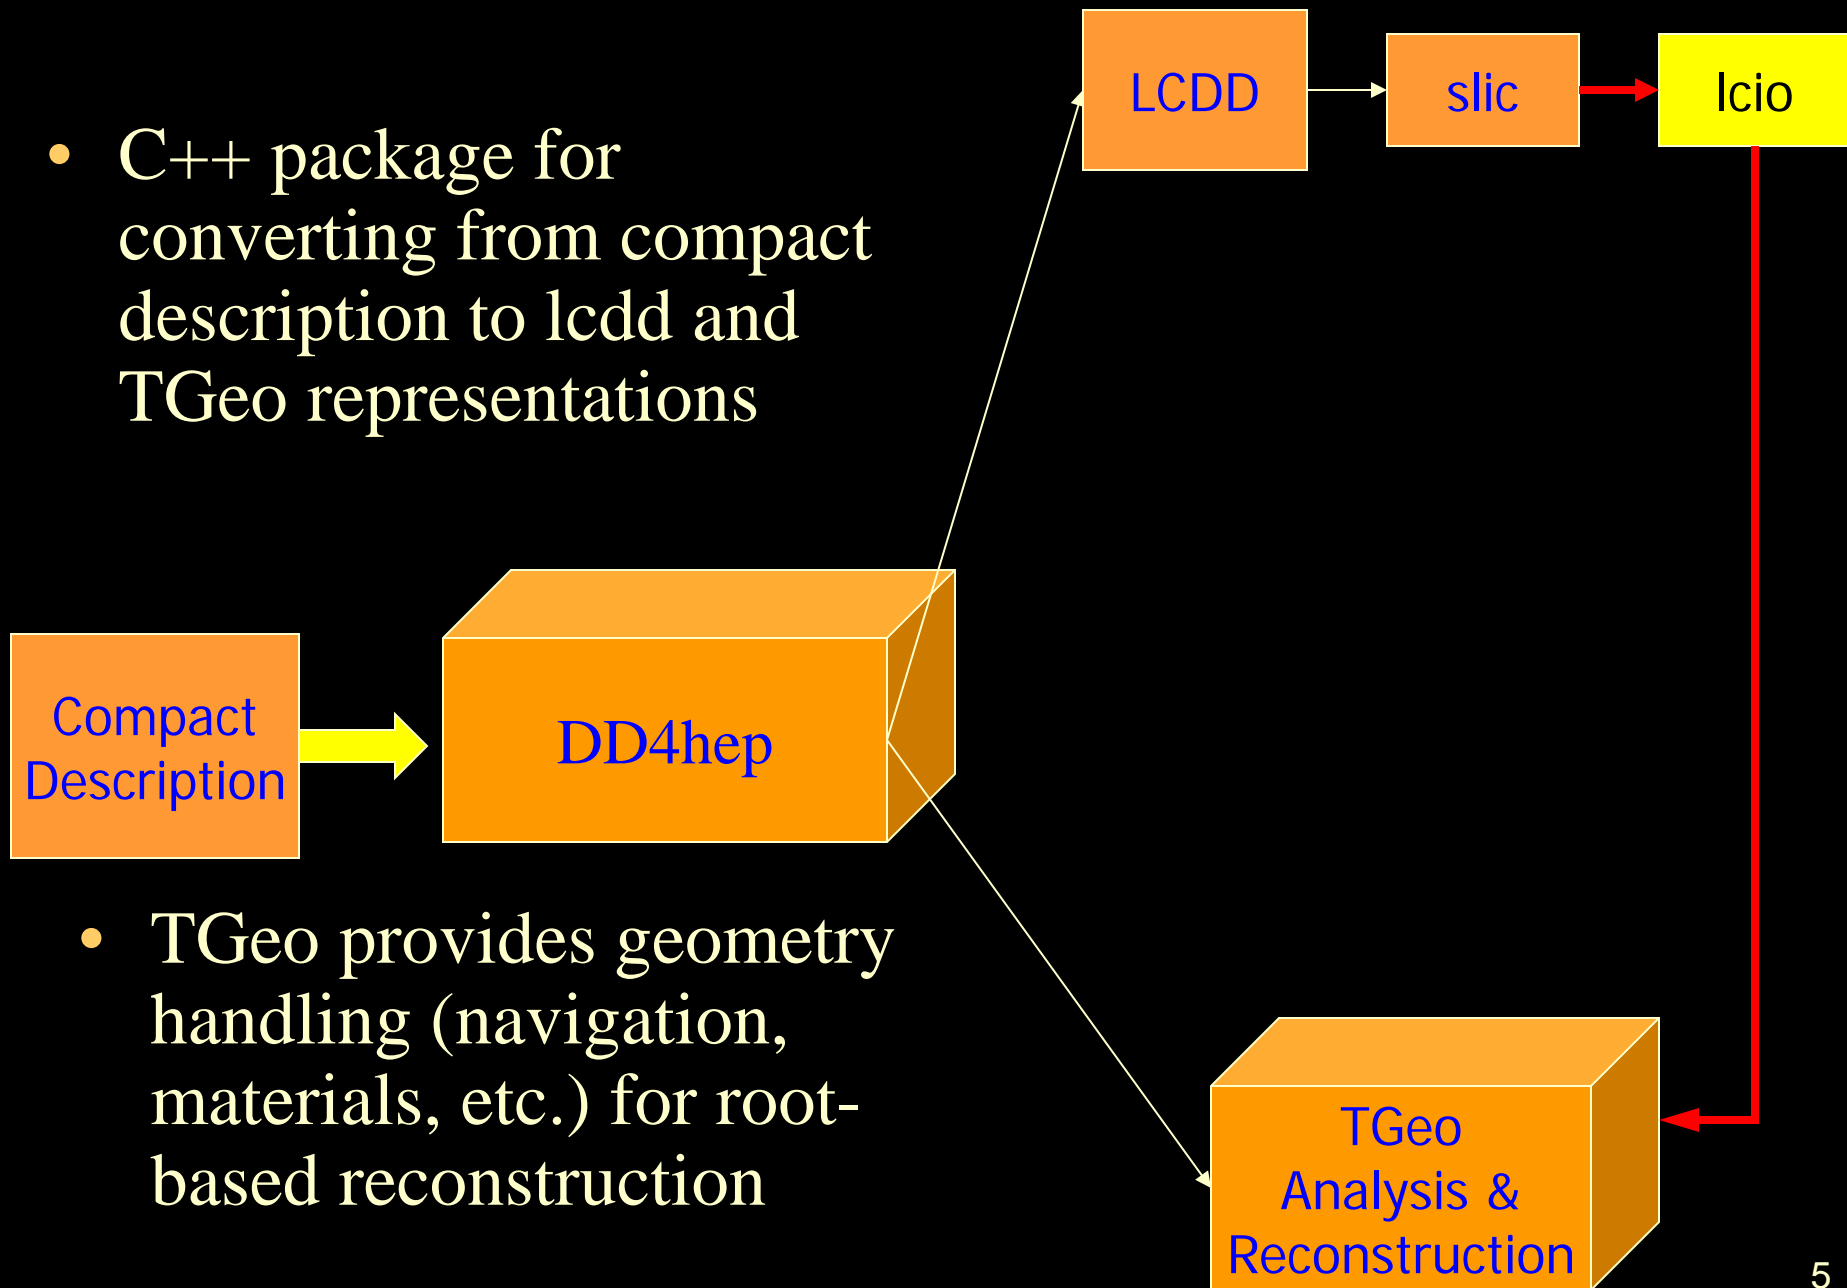 LCDD
slic
lcio
• C++ package for
converting from compact
description to lcdd and
TGeo representations
Compact
Description
DD4hep
• TGeo provides geometry
handling (navigation,
materials, etc.) for root-
based reconstruction
TGeo
Analysis &
Reconstruction
5